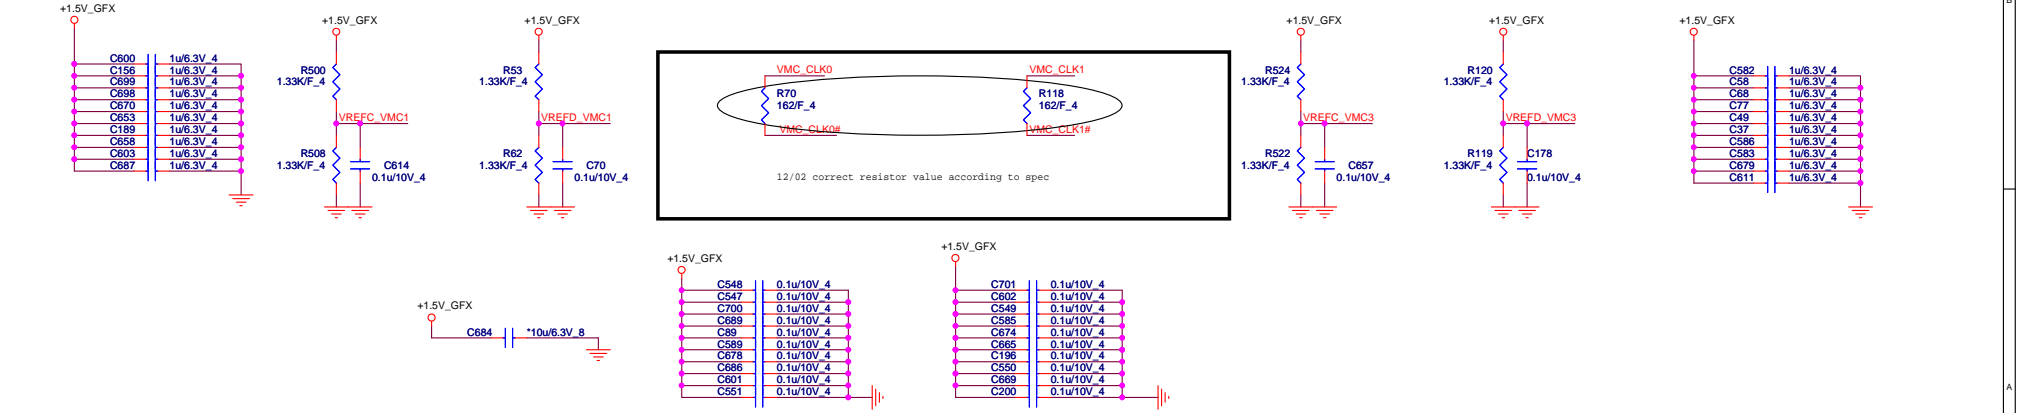 +1.5V_GFX
C600 1u/6.3V_4
C156 1u/6.3V_4
C699 1u/6.3V_4
C698 1u/6.3V_4
C670 1u/6.3V_4
C653 1u/6.3V_4
C189 1u/6.3V_4
C658 1u/6.3V_4
C603 1u/6.3V_4
C687 1u/6.3V_4
+1.5V_GFX
R500
1.33K/F_4
VREFC_VMC1
R508
1.33K/F_4
C614
0.1u/10V_4
+1.5V_GFX
R53
1.33K/F_4
VREFD_VMC1
R62
1.33K/F_4
C70
0.1u/10V_4
VMC_CLK0
R70
162/F_4
VMC_CLK0#
VMC_CLK1
R118
162/F_4
VMC_CLK1#
12/02 correct resistor value according to spec
+1.5V_GFX
R524
1.33K/F_4
VREFC_VMC3
R522
1.33K/F_4
C657
0.1u/10V_4
+1.5V_GFX
R120
1.33K/F_4
VREFD_VMC3
R119
1.33K/F_4
C178
0.1u/10V_4
+1.5V_GFX
C582 1u/6.3V_4
C58 1u/6.3V_4
C68 1u/6.3V_4
C77 1u/6.3V_4
C49 1u/6.3V_4
C37 1u/6.3V_4
C586 1u/6.3V_4
C583 1u/6.3V_4
C679 1u/6.3V_4
C611 1u/6.3V_4
+1.5V_GFX
C684 *10u/6.3V_8
+1.5V_GFX
C548 0.1u/10V_4
C547 0.1u/10V_4
C700 0.1u/10V_4
C689 0.1u/10V_4
C89 0.1u/10V_4
C589 0.1u/10V_4
C678 0.1u/10V_4
C686 0.1u/10V_4
C601 0.1u/10V_4
C551 0.1u/10V_4
+1.5V_GFX
C701 0.1u/10V_4
C602 0.1u/10V_4
C549 0.1u/10V_4
C585 0.1u/10V_4
C674 0.1u/10V_4
C665 0.1u/10V_4
C196 0.1u/10V_4
C550 0.1u/10V_4
C669 0.1u/10V_4
C200 0.1u/10V_4
B
A